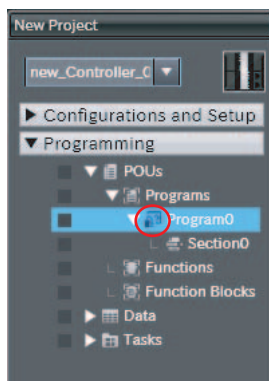 New Project
new_Controller_0
Configurations and Setup
Programming
POUs
Programs
Program0
Section0
Functions
Function Blocks
Data
Tasks